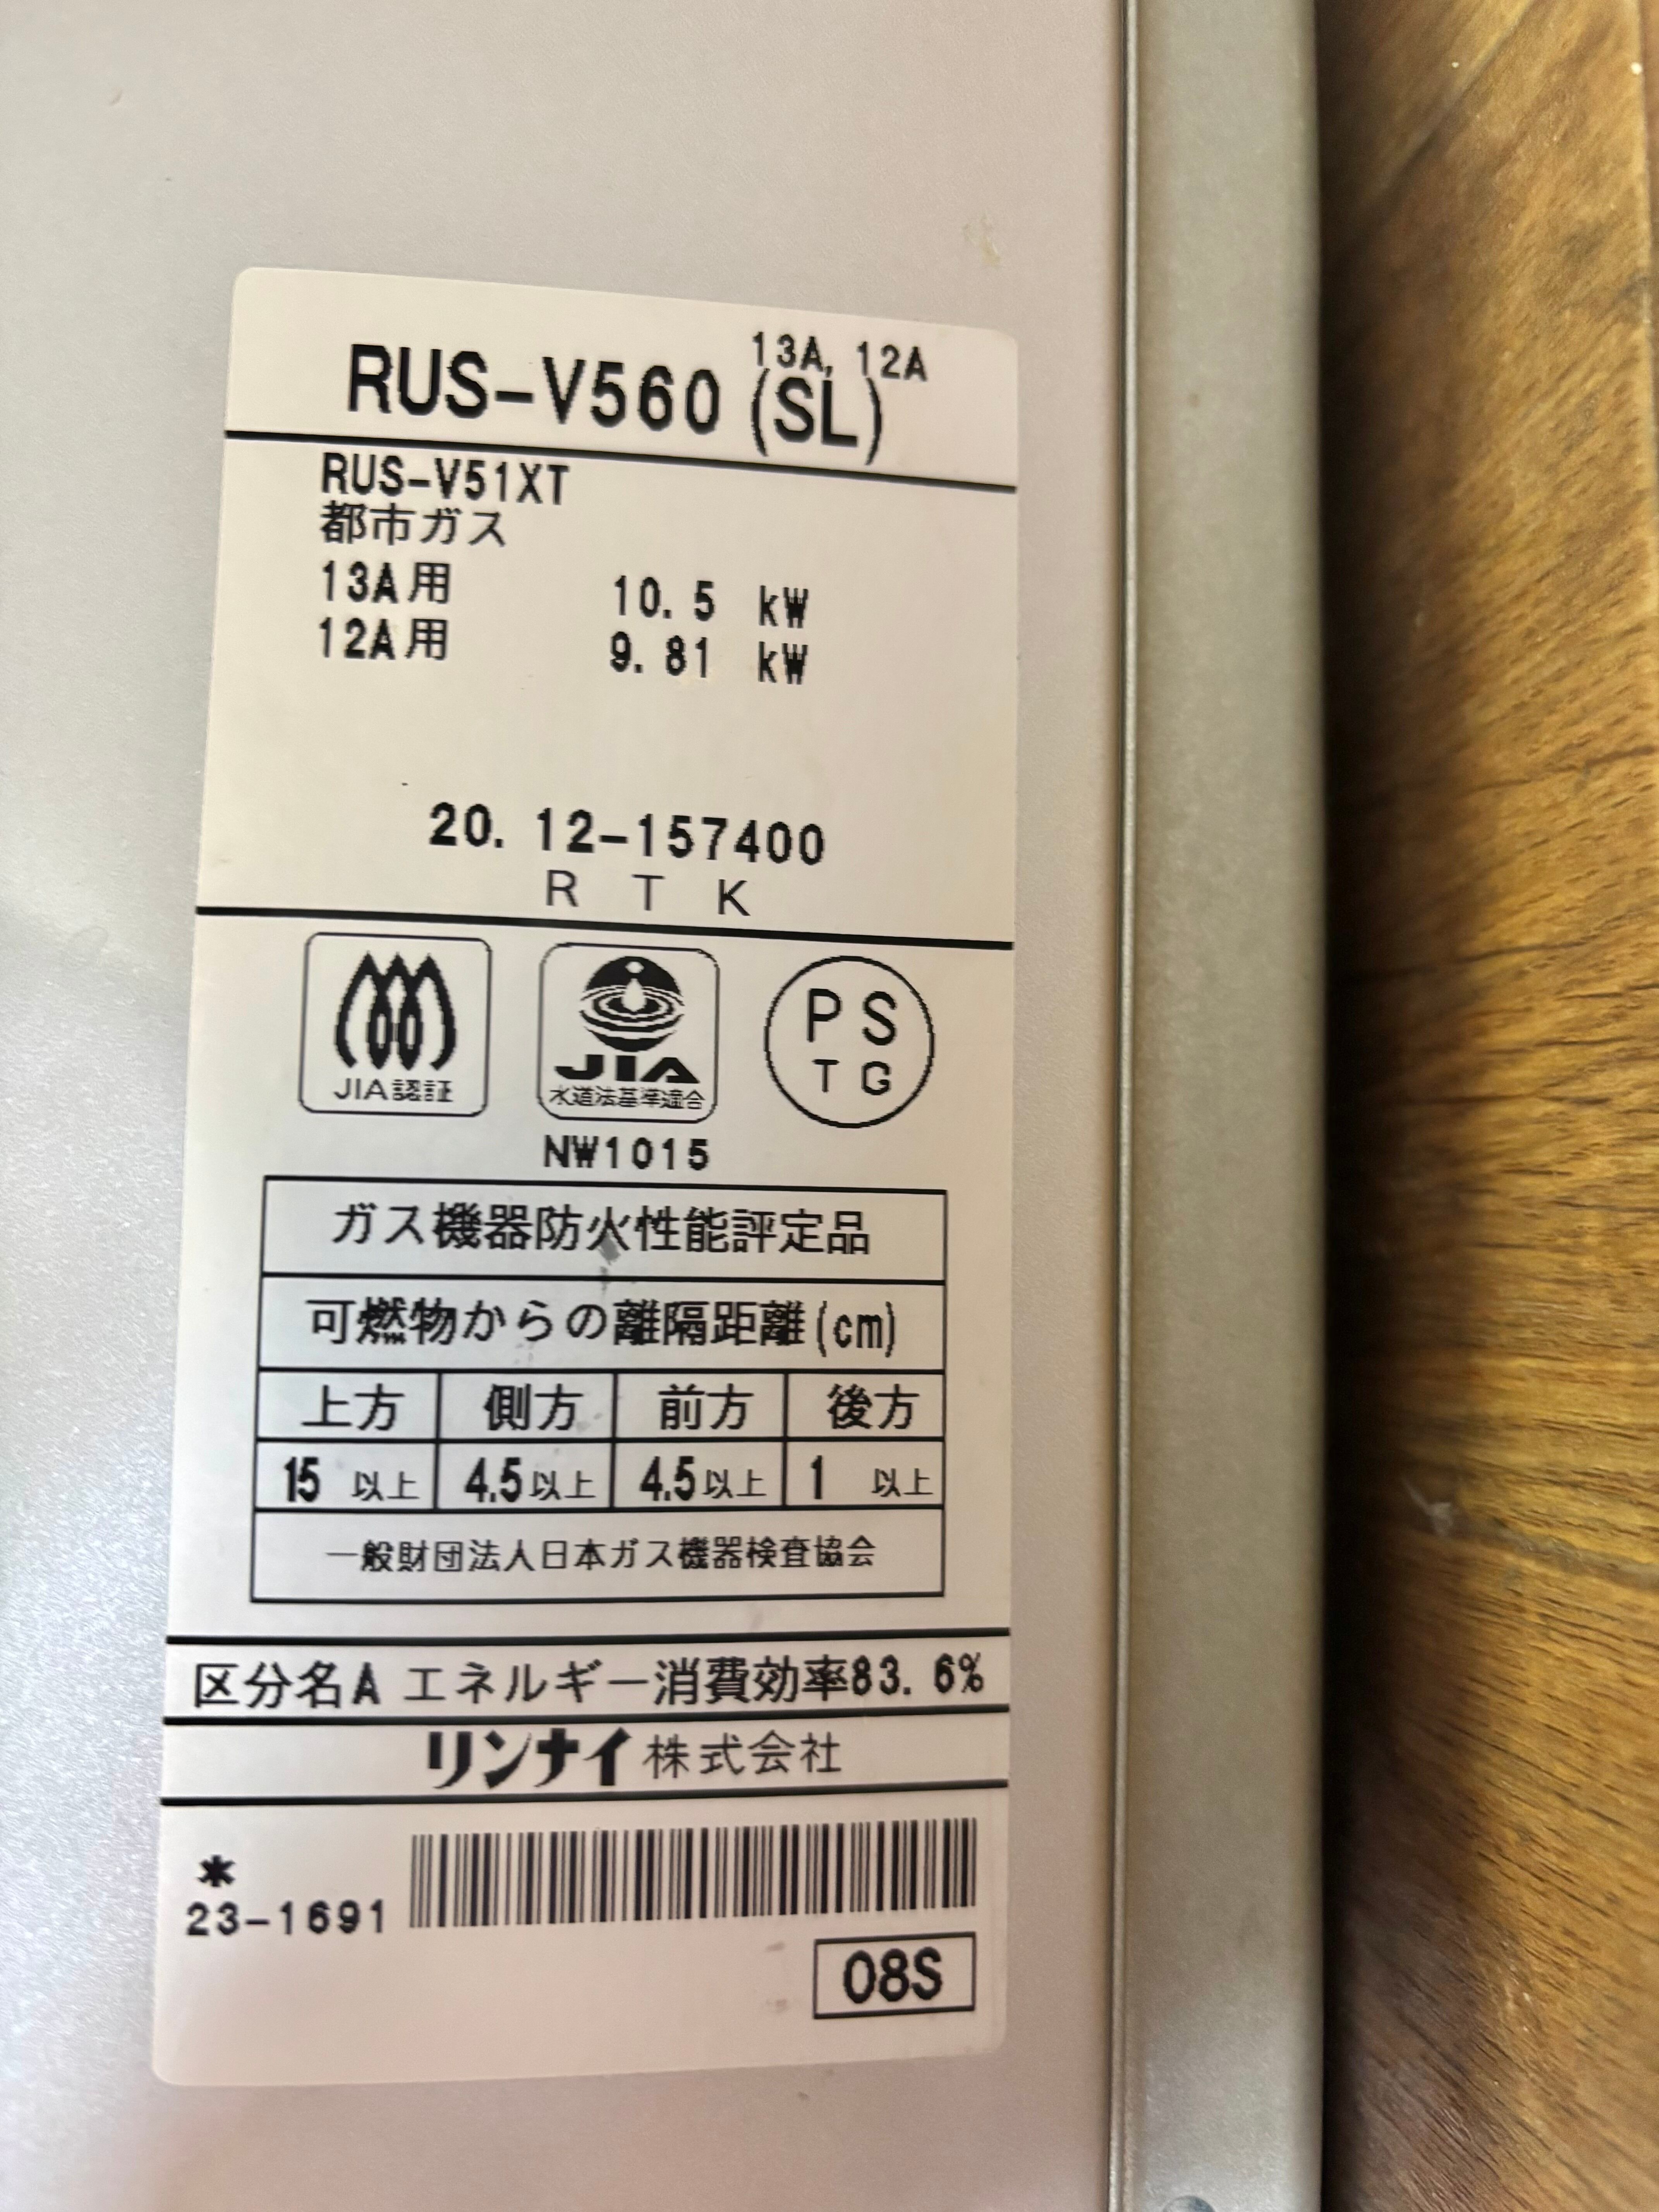 RUS-V560 (SL) 13A, 12A
RUS-V51XT
都市ガス
13A用 10.5 kW
12A用 9.81 kW
20.12-157400
R T K
JIA認証
JIA
水道法基準適合
PS
TG
NW1015
ガス機器防火性能評定品
可燃物からの離隔距離(cm)
上方 側方 前方 後方
15 以上 4.5以上 4.5以上 1 以上
一般財団法人日本ガス機器検査協会
区分名A エネルギー消費効率83.6%
リンナイ株式会社
*
23-1691
08S